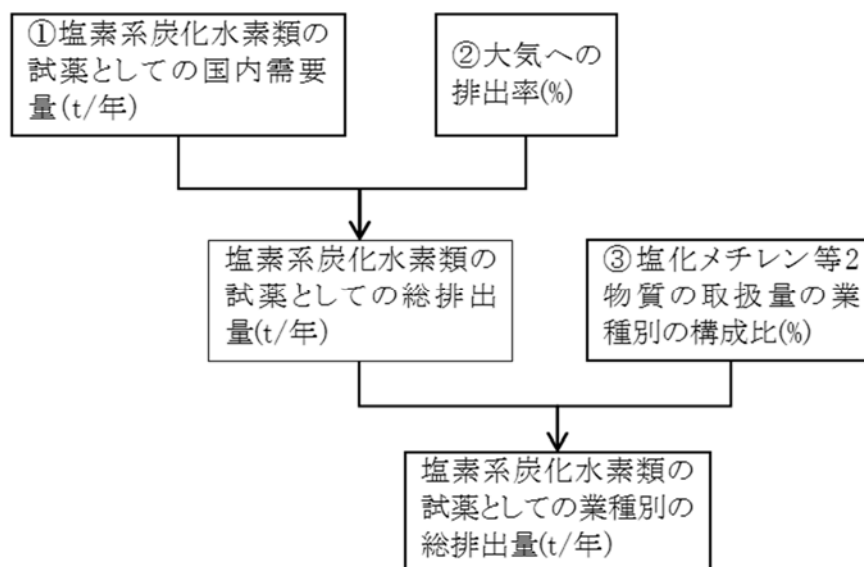 ①塩素系炭化水素類の
試薬としての国内需要
量(t/年)
②大気への
排出率(%)
塩素系炭化水素類の
試薬としての総排出
量(t/年)
③塩化メチレン等2
物質の取扱量の業
種別の構成比(%)
塩素系炭化水素類の
試薬としての業種別の
総排出量(t/年)